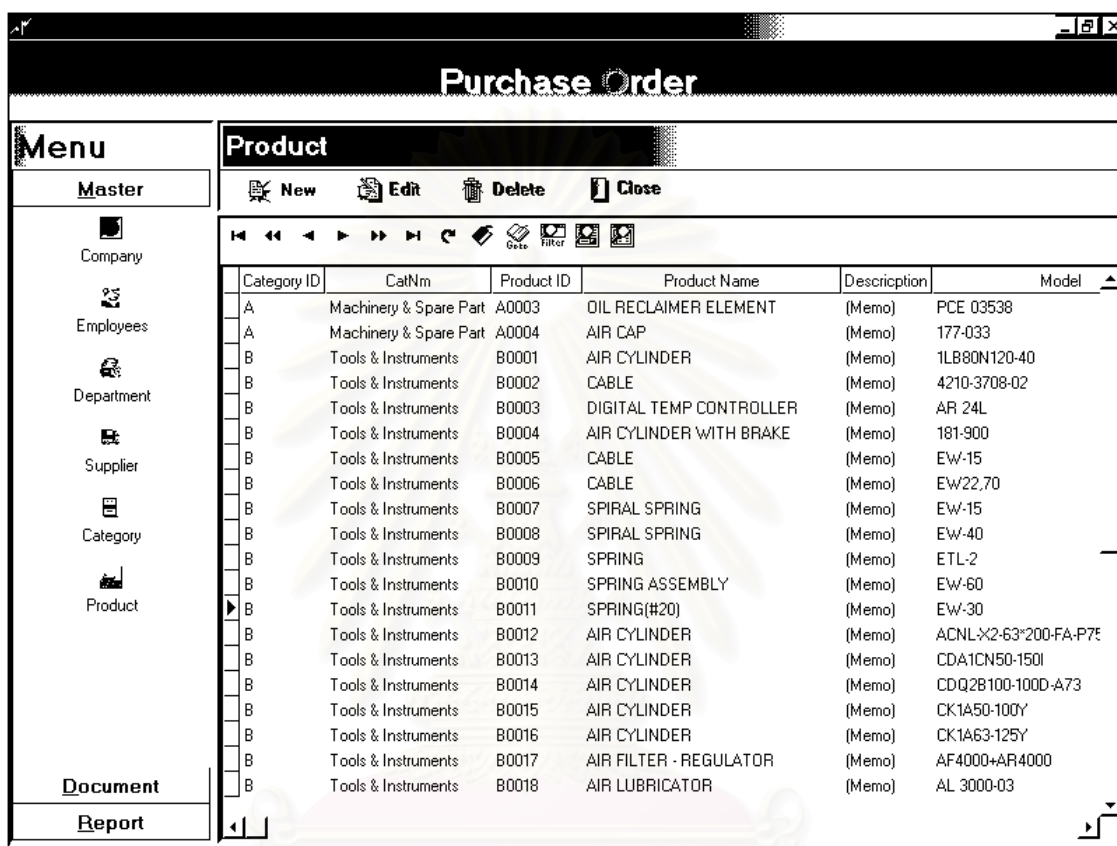 Purchase Order
Menu
Master
Company
Employees
Department
Supplier
Category
Product
Document
Report
Product
New Edit Delete Close
Goto Filter
Category ID CatNm Product ID Product Name Descricption Model
A Machinery & Spare Part A0003 OIL RECLAIMER ELEMENT (Memo) PCE 03538
A Machinery & Spare Part A0004 AIR CAP (Memo) 177-033
B Tools & Instruments B0001 AIR CYLINDER (Memo) 1LB80N120-40
B Tools & Instruments B0002 CABLE (Memo) 4210-3708-02
B Tools & Instruments B0003 DIGITAL TEMP CONTROLLER (Memo) AR 24L
B Tools & Instruments B0004 AIR CYLINDER WITH BRAKE (Memo) 181-900
B Tools & Instruments B0005 CABLE (Memo) EW-15
B Tools & Instruments B0006 CABLE (Memo) EW22,70
B Tools & Instruments B0007 SPIRAL SPRING (Memo) EW-15
B Tools & Instruments B0008 SPIRAL SPRING (Memo) EW-40
B Tools & Instruments B0009 SPRING (Memo) ETL-2
B Tools & Instruments B0010 SPRING ASSEMBLY (Memo) EW-60
B Tools & Instruments B0011 SPRING(#20) (Memo) EW-30
B Tools & Instruments B0012 AIR CYLINDER (Memo) ACNL-X2-63*200-FA-P75
B Tools & Instruments B0013 AIR CYLINDER (Memo) CDA1CN50-150I
B Tools & Instruments B0014 AIR CYLINDER (Memo) CDQ2B100-100D-A73
B Tools & Instruments B0015 AIR CYLINDER (Memo) CK1A50-100Y
B Tools & Instruments B0016 AIR CYLINDER (Memo) CK1A63-125Y
B Tools & Instruments B0017 AIR FILTER - REGULATOR (Memo) AF4000+AR4000
B Tools & Instruments B0018 AIR LUBRICATOR (Memo) AL 3000-03